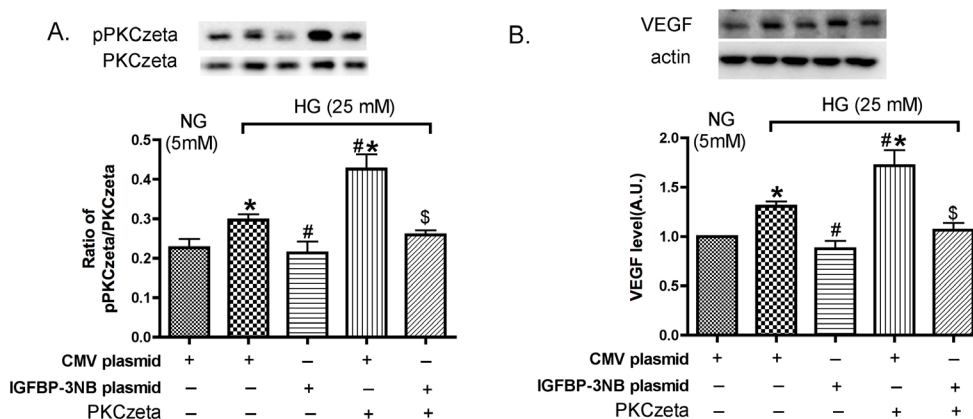 A.
pPKCzeta
PKCzeta
HG (25 mM)
NG
(5mM)
Ratio of
pPKCzeta/PKCzeta
0.5
0.4
0.3
0.2
0.1
0.0
*
#
#*
$
CMV plasmid + + – + –
IGFBP-3NB plasmid – – + – +
PKCzeta – – – + +
B.
VEGF
actin
HG (25 mM)
NG
(5mM)
VEGF level(A.U.)
2.0
1.5
1.0
0.5
0.0
*
#
#*
$
CMV plasmid + + – + –
IGFBP-3NB plasmid – – + – +
PKCzeta – – – + +